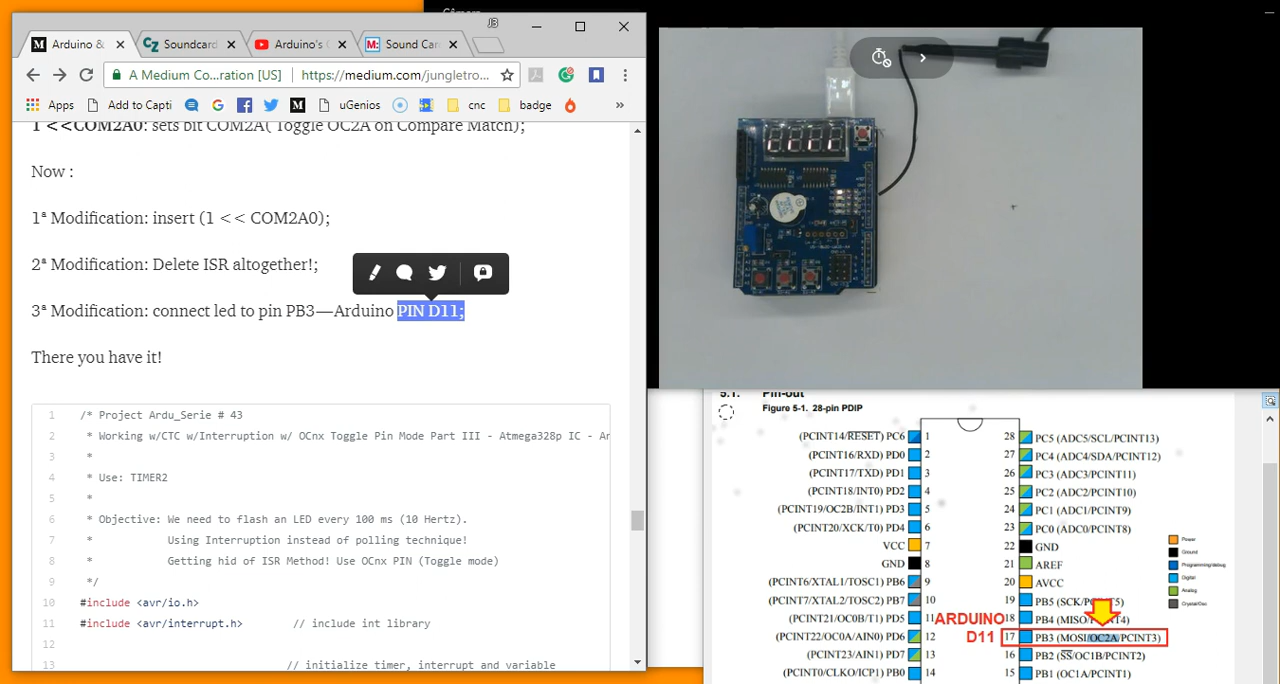 J3
Arduino &
Soundcard
Arduino's
Sound Car
A Medium Co...ration [US]
https://medium.com/jungletro...
Apps
Add to Capti
uGenios
cnc
badge
»
1 <<COM2A0: sets bit COM2A( Toggle OC2A on Compare Match);
Now :
1ª Modification: insert (1 << COM2A0);
2ª Modification: Delete ISR altogether!;
3ª Modification: connect led to pin PB3—Arduino PIN D11;
There you have it!
1 /* Project Ardu_Serie # 43
2 * Working w/CTC w/Interruption w/ OCnx Toggle Pin Mode Part III - Atmega328p IC - Ar
3 *
4 * Use: TIMER2
5 *
6 * Objective: We need to flash an LED every 100 ms (10 Hertz).
7 * Using Interruption instead of polling technique!
8 * Getting hid of ISR Method! Use OCnx PIN (Toggle mode)
9 */
10 #include <avr/io.h>
11 #include <avr/interrupt.h> // include int library
12
13 // initialize timer, interrupt and variable
5.1. Pin-out
Figure 5-1. 28-pin PDIP
(PCINT14/RESET) PC6 1 28 PC5 (ADC5/SCL/PCINT13)
(PCINT16/RXD) PD0 2 27 PC4 (ADC4/SDA/PCINT12)
(PCINT17/TXD) PD1 3 26 PC3 (ADC3/PCINT11)
(PCINT18/INT0) PD2 4 25 PC2 (ADC2/PCINT10)
(PCINT19/OC2B/INT1) PD3 5 24 PC1 (ADC1/PCINT9)
(PCINT20/XCK/T0) PD4 6 23 PC0 (ADC0/PCINT8)
VCC 7 22 GND
GND 8 21 AREF
(PCINT6/XTAL1/TOSC1) PB6 9 20 AVCC
(PCINT7/XTAL2/TOSC2) PB7 10 19 PB5 (SCK/PCINT5)
(PCINT21/OC0B/T1) PD5 11 18 PB4 (MISO/PCINT4)
(PCINT22/OC0A/AIN0) PD6 12 17 PB3 (MOSI/OC2A/PCINT3)
(PCINT23/AIN1) PD7 13 16 PB2 (SS/OC1B/PCINT2)
(PCINT0/CLKO/ICP1) PB0 14 15 PB1 (OC1A/PCINT1)
ARDUINO
D11
Power
Ground
Programming/debug
Digital
Analog
Crystal/Osc